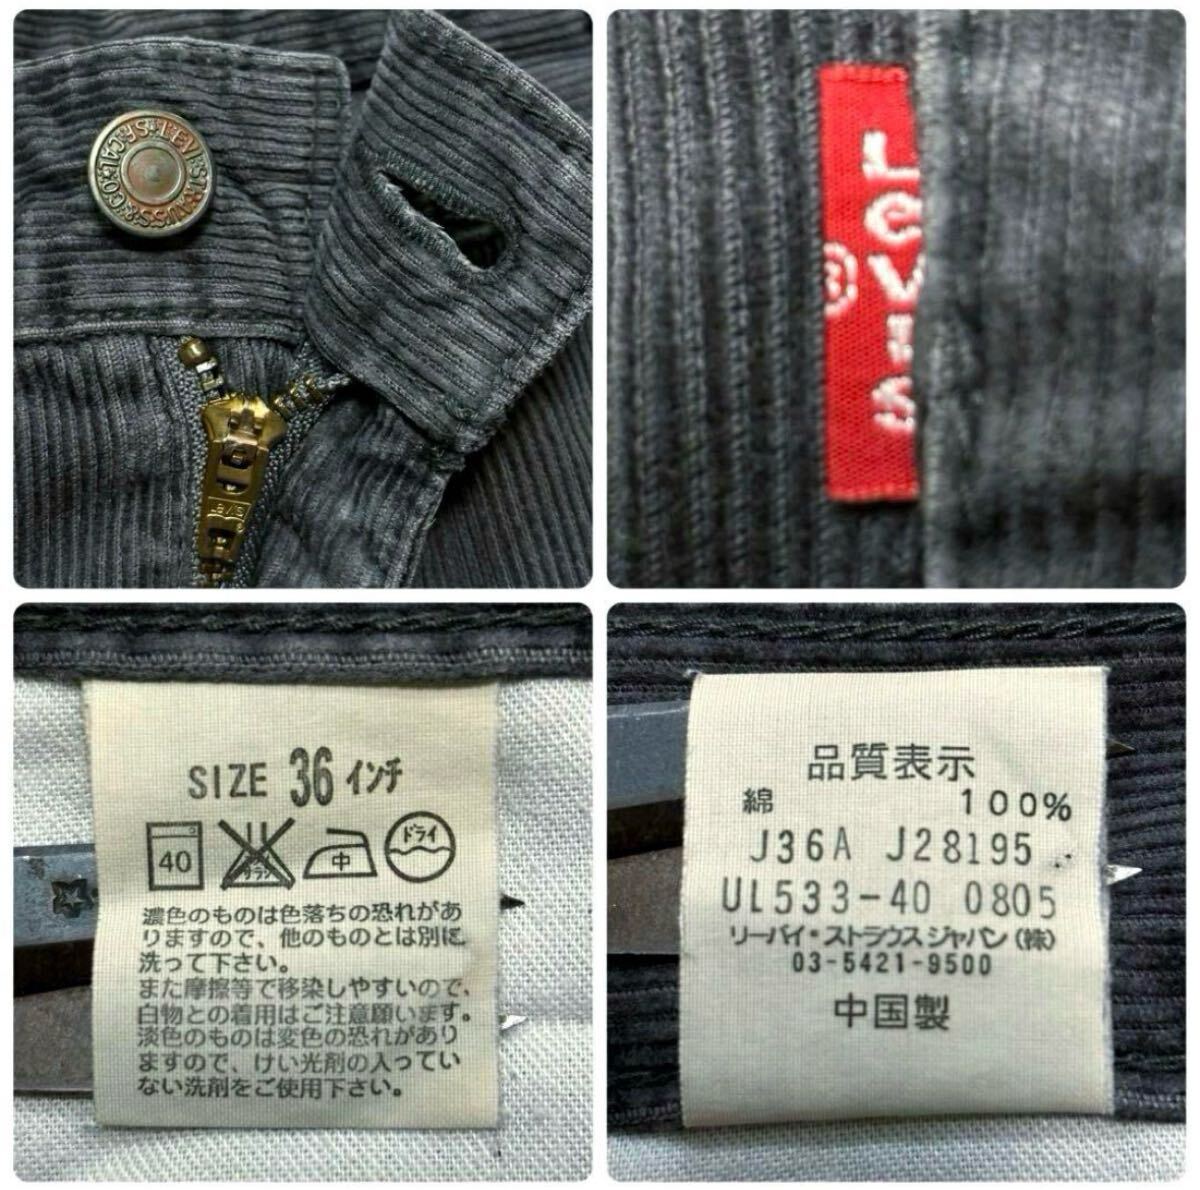 LEVI STRAUSS & CO. S.F. CAL.
LEVI'S
LEVI'S
®
SIZE 36 インチ
40
中
ドライ
濃色のものは色落ちの恐れがあ
りますので、他のものとは別に
洗って下さい。
また摩擦等で移染しやすいので、
白物との着用はご注意願います。
淡色のものは変色の恐れがあり
ますので、けい光剤の入ってい
ない洗剤をご使用下さい。
品質表示
綿 100%
J36A J28195
UL533-40 0805
リーバイ・ストラウスジャパン(株)
03-5421-9500
中国製